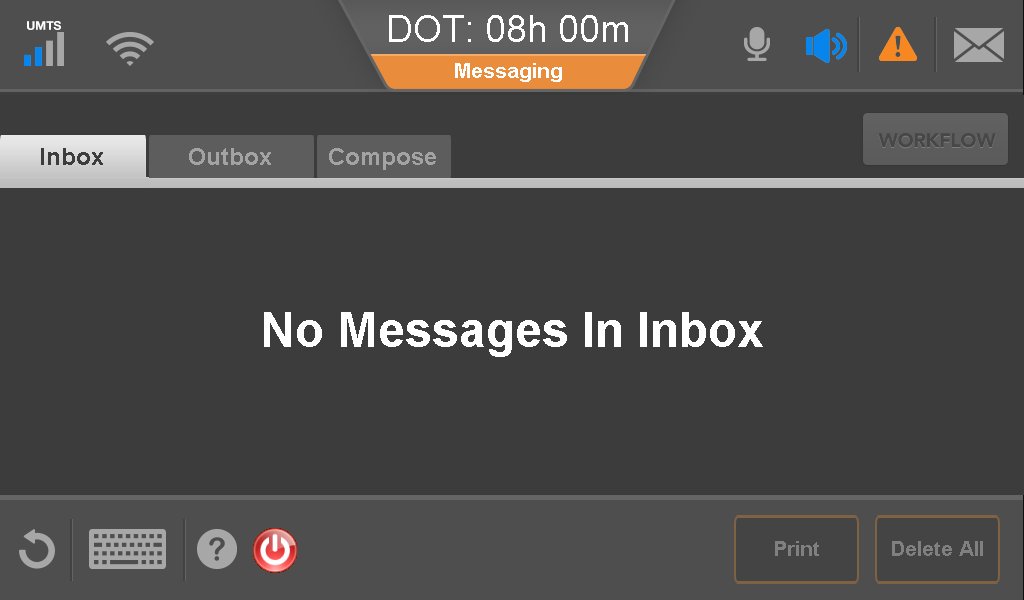 UMTS
DOT: 08h 00m
Messaging
Inbox
Outbox
Compose
WORKFLOW
No Messages In Inbox
?
Print
Delete All